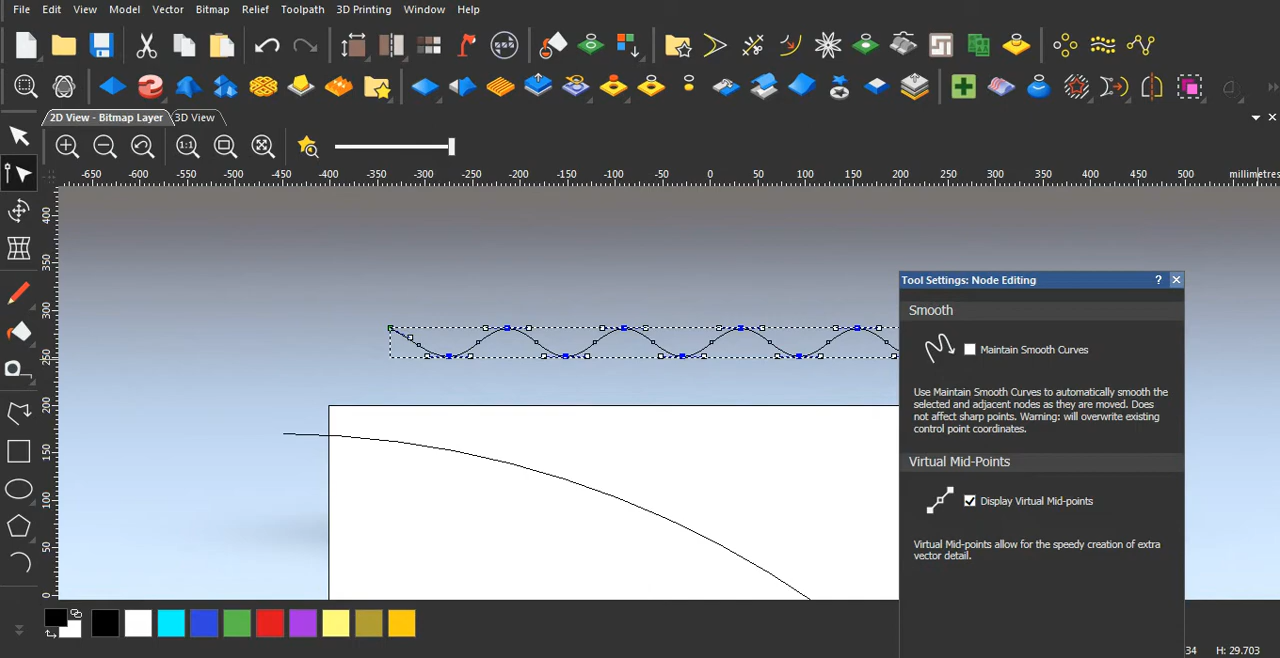 File Edit View Model Vector Bitmap Relief Toolpath 3D Printing Window Help
2D View - Bitmap Layer 3D View
1:1
-650 -600 -550 -500 -450 -400 -350 -300 -250 -200 -150 -100 -50 0 50 100 150 200 250 300 350 400 450 500 millimetres
400
350
300
250
200
150
100
50
0
Tool Settings: Node Editing ?
Smooth
Maintain Smooth Curves
Use Maintain Smooth Curves to automatically smooth the
selected and adjacent nodes as they are moved. Does
not affect sharp points. Warning: will overwrite existing
control point coordinates.
Virtual Mid-Points
Display Virtual Mid-points
Virtual Mid-points allow for the speedy creation of extra
vector detail.
34 H: 29.703